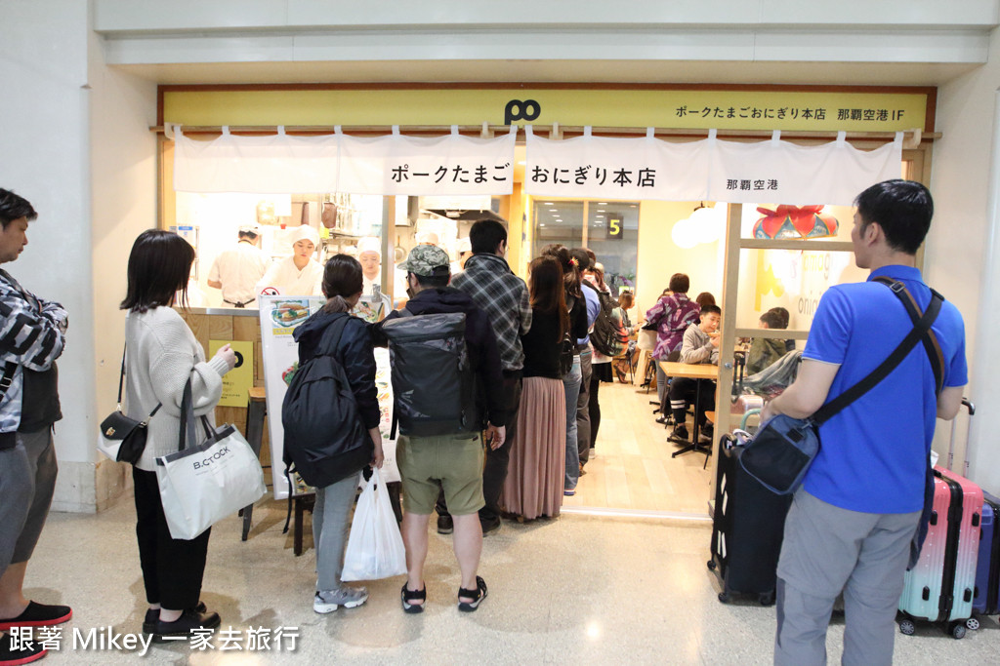 po
ポークたまごおにぎり本店 那覇空港1F
ポークたまご おにぎり本店
那覇空港
5
B.C STOCK
跟著 Mikey 一家去旅行